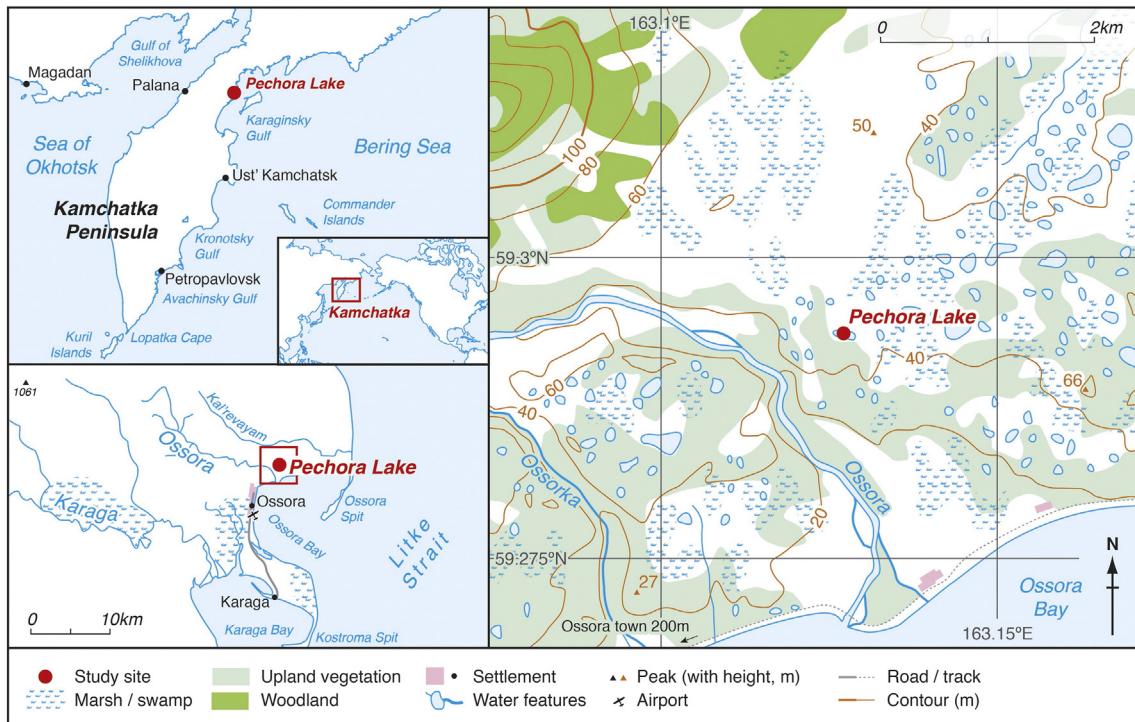 Gulf of
Shelikhova
Magadan
Palana
Pechora Lake
Karaginsky
Gulf
Sea of
Okhotsk
Bering Sea
Ust' Kamchatsk
Kamchatka
Peninsula
Commander
Islands
Kronotsky
Gulf
Petropavlovsk
Avachinsky Gulf
Kuril
Islands
Lopatka Cape
Kamchatka
1061
Kal'revayam
Ossora
Pechora Lake
Karaga
Ossora
Ossora
Spit
Ossora Bay
Litke
Strait
Karaga
0
10km
Karaga Bay
Kostroma Spit
163.1ºE
0
2km
50
40
100
80
60
59.3ºN
Pechora Lake
40
66
60
40
Ossorka
Ossora
20
59.275ºN
27
N
Ossora
Bay
Ossora town 200m
163.15ºE
Study site
Upland vegetation
Settlement
Peak (with height, m)
Road / track
Marsh / swamp
Woodland
Water features
Airport
Contour (m)